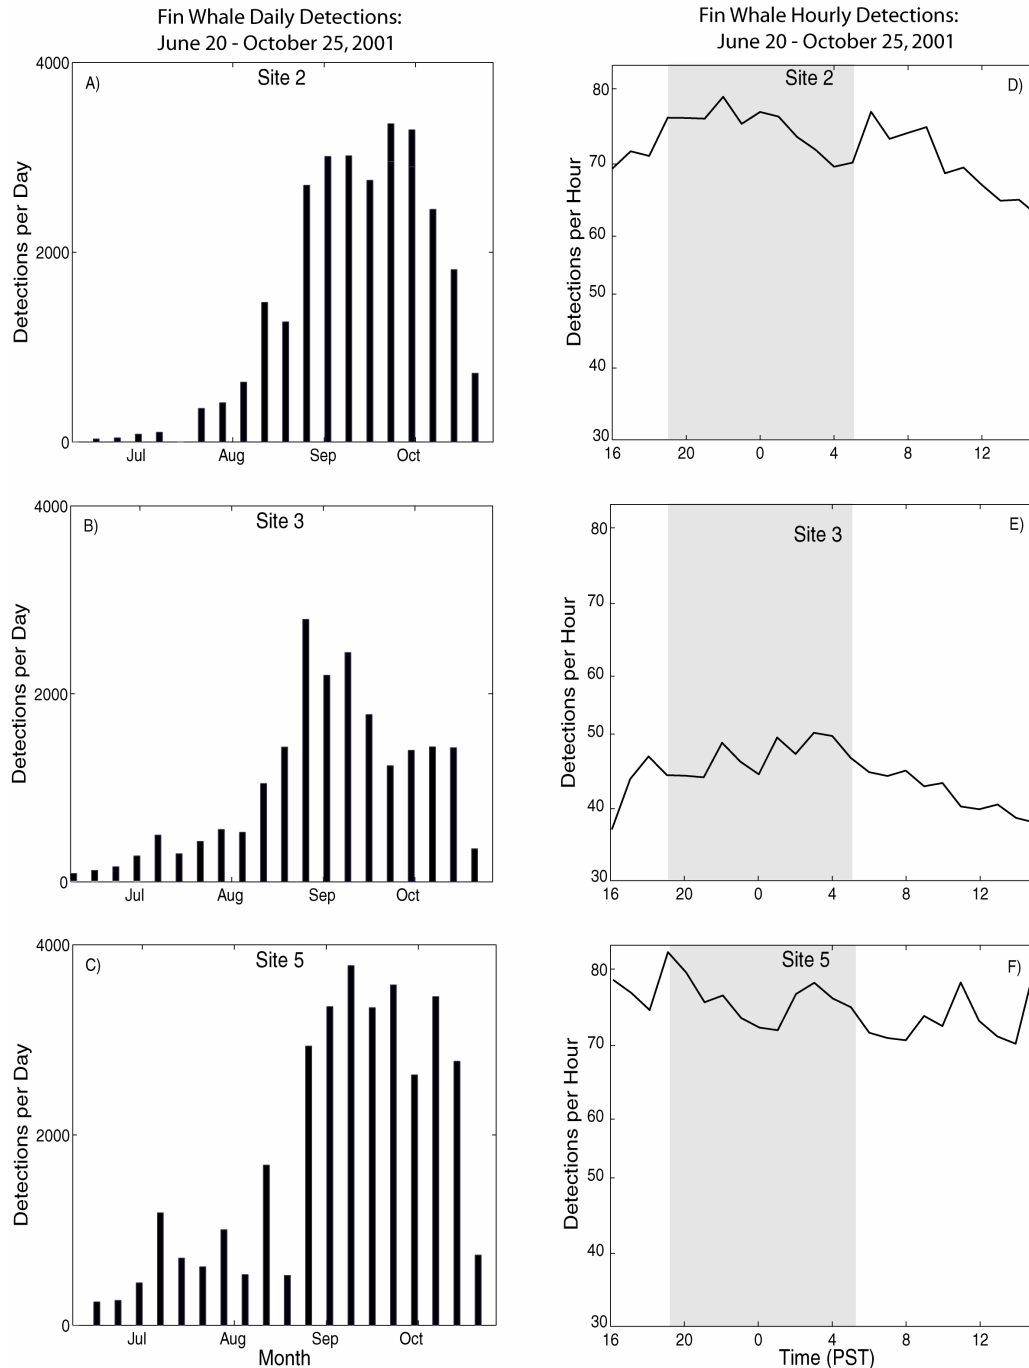 Fin Whale Daily Detections:
June 20 - October 25, 2001
Fin Whale Hourly Detections:
June 20 - October 25, 2001
A)
Site 2
Detections per Day
4000
2000
0
Jul Aug Sep Oct
D)
Site 2
Detections per Hour
80
70
60
50
40
30
16 20 0 4 8 12
B)
Site 3
Detections per Day
4000
2000
0
Jul Aug Sep Oct
E)
Site 3
Detections per Hour
80
70
60
50
40
30
16 20 0 4 8 12
C)
Site 5
Detections per Day
4000
2000
0
Jul Aug Sep Oct
Month
F)
Site 5
Detections per Hour
80
70
60
50
40
30
16 20 0 4 8 12
Time (PST)